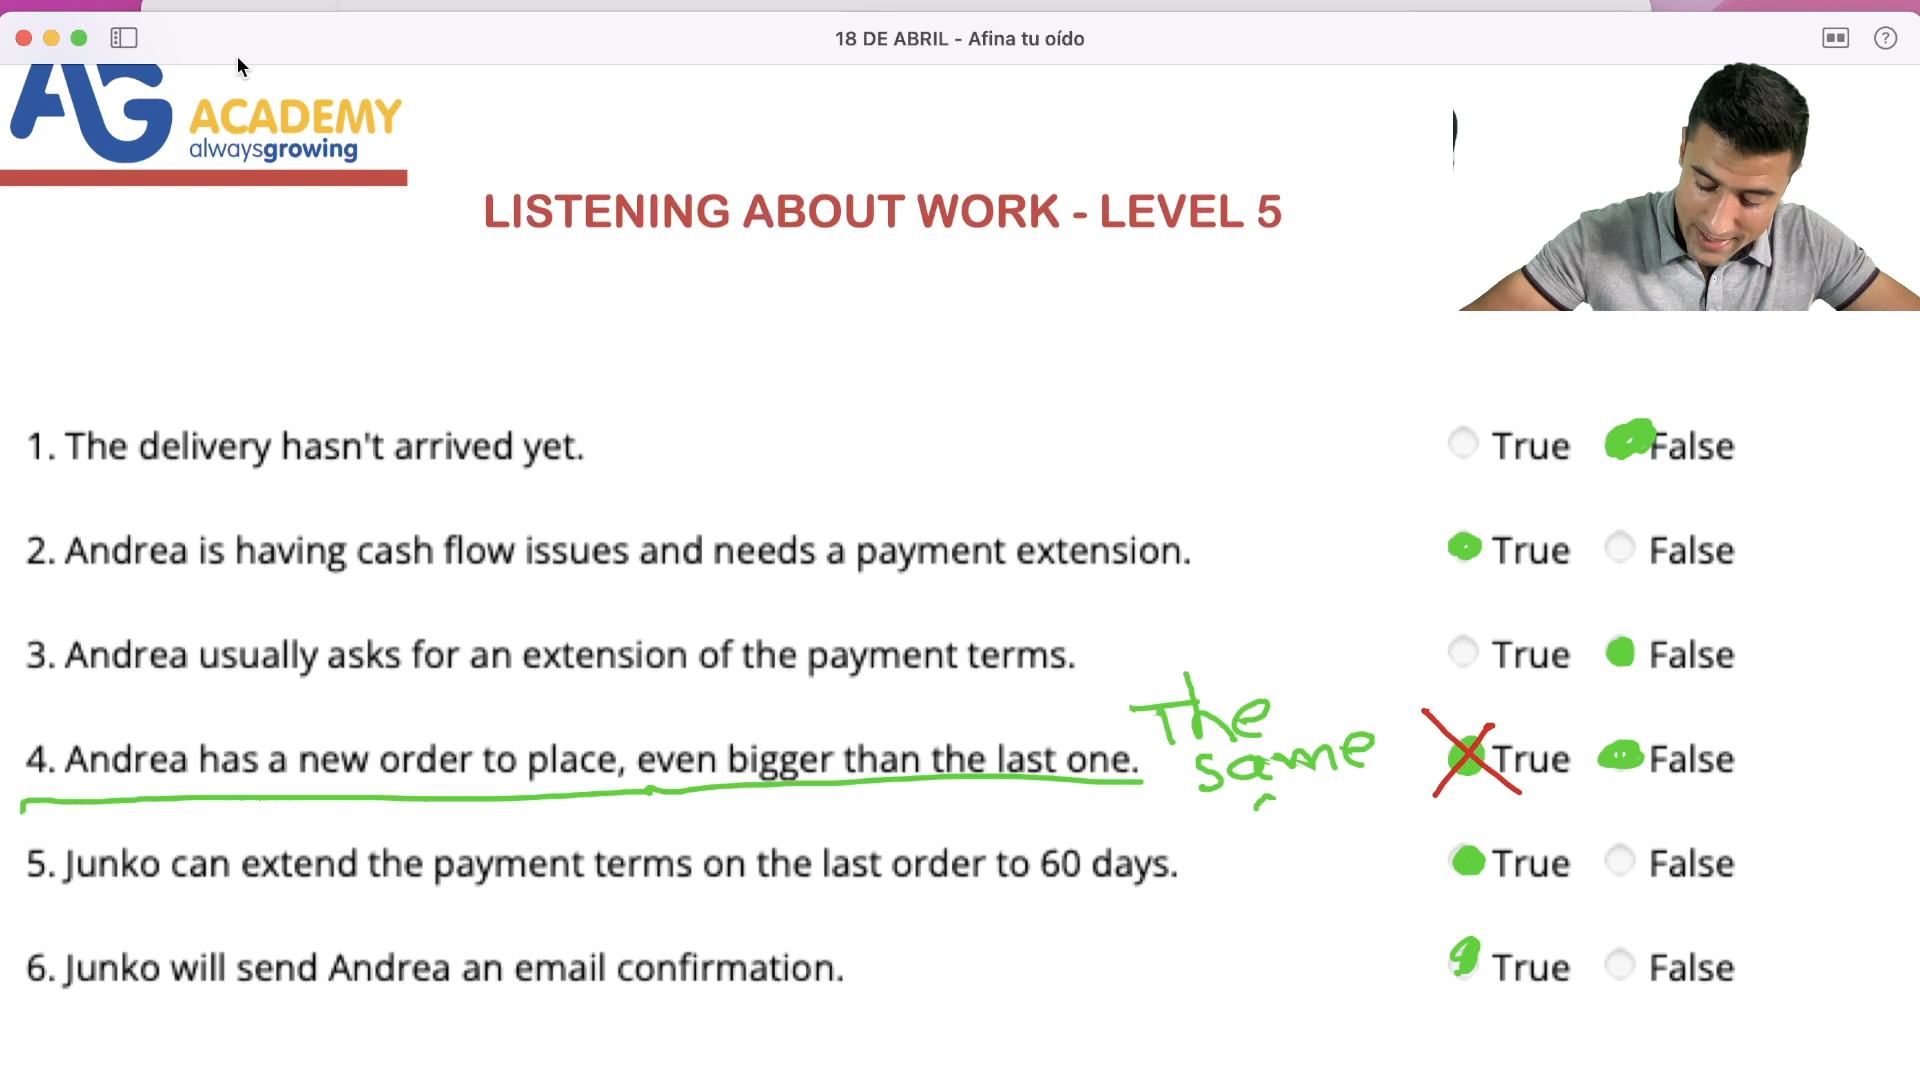 18 DE ABRIL - Afina tu oído
AG ACADEMY
alwaysgrowing
LISTENING ABOUT WORK - LEVEL 5
1. The delivery hasn't arrived yet. True False
2. Andrea is having cash flow issues and needs a payment extension. True False
3. Andrea usually asks for an extension of the payment terms. True False
The
same
4. Andrea has a new order to place, even bigger than the last one. True False
5. Junko can extend the payment terms on the last order to 60 days. True False
6. Junko will send Andrea an email confirmation. True False